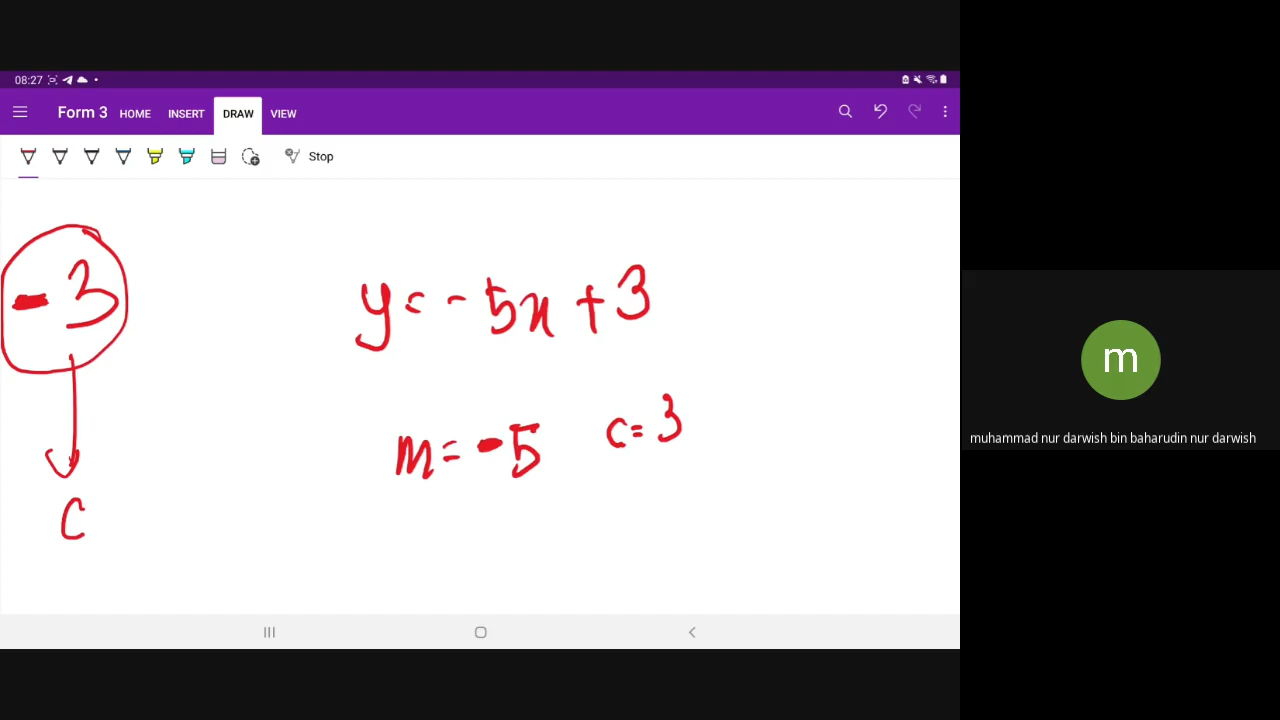 08:27
Form 3 HOME INSERT DRAW VIEW
Stop
-3
C
y = -5x + 3
m = -5 c = 3
m
muhammad nur darwish bin baharudin nur darwish